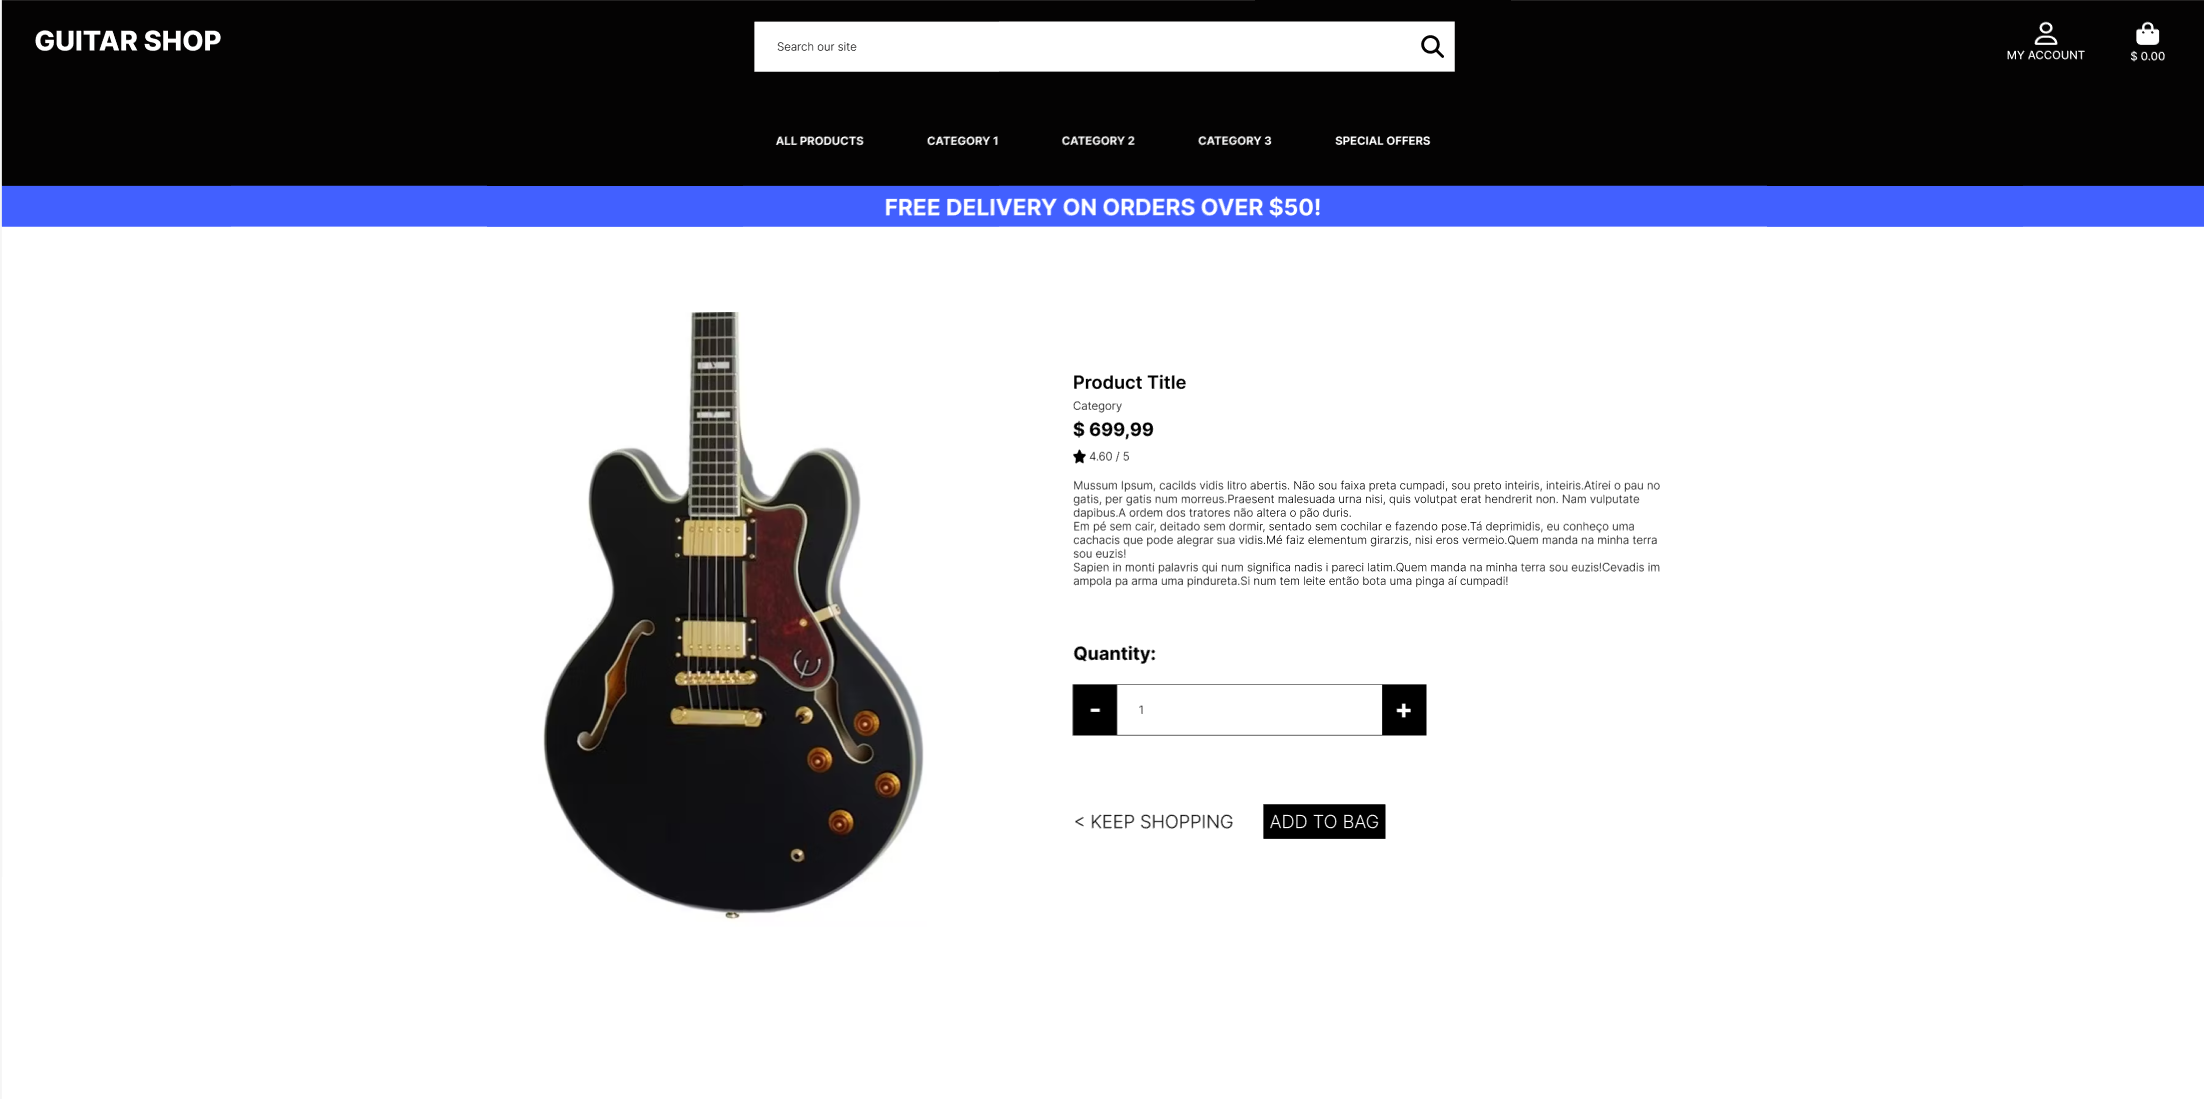 GUITAR SHOP
Search our site
MY ACCOUNT
$ 0.00
ALL PRODUCTS
CATEGORY 1
CATEGORY 2
CATEGORY 3
SPECIAL OFFERS
FREE DELIVERY ON ORDERS OVER $50!
Product Title
Category
$ 699,99
4.60 / 5
Mussum Ipsum, cacilds vidis litro abertis. Não sou faixa preta cumpadi, sou preto inteiris, inteiris.Atirei o pau no
gatis, per gatis num morreus.Praesent malesuada urna nisi, quis volutpat erat hendrerit non. Nam vulputate
dapibus.A ordem dos tratores não altera o pão duris.
Em pé sem cair, deitado sem dormir, sentado sem cochilar e fazendo pose.Tá deprimidis, eu conheço uma
cachacis que pode alegrar sua vidis.Mé faiz elementum girarzis, nisi eros vermeio.Quem manda na minha terra
sou euzis!
Sapien in monti palavris qui num significa nadis i pareci latim.Quem manda na minha terra sou euzis!Cevadis im
ampola pa arma uma pindureta.Si num tem leite então bota uma pinga aí cumpadi!
Quantity:
- 1 +
< KEEP SHOPPING
ADD TO BAG